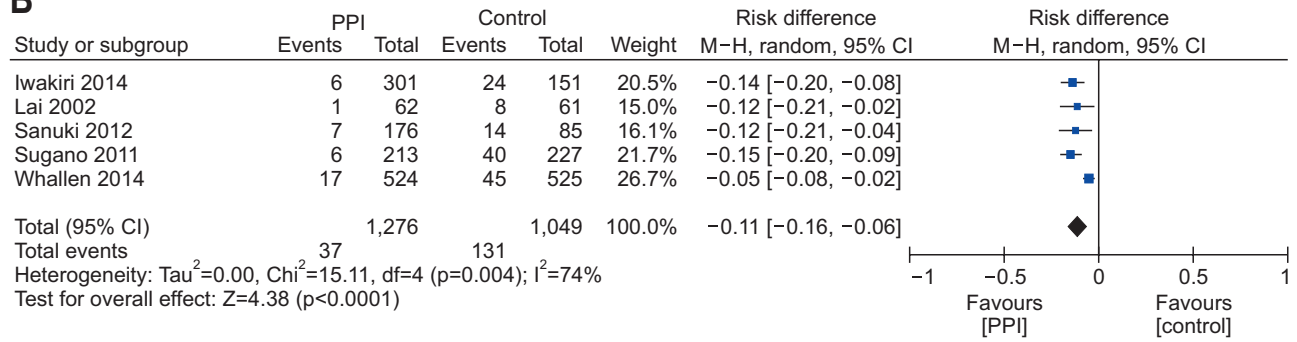 B
PPI Control Risk difference Risk difference
Study or subgroup Events Total Events Total Weight M−H, random, 95% CI M−H, random, 95% CI
Iwakiri 2014 6 301 24 151 20.5% −0.14 [−0.20, −0.08]
Lai 2002 1 62 8 61 15.0% −0.12 [−0.21, −0.02]
Sanuki 2012 7 176 14 85 16.1% −0.12 [−0.21, −0.04]
Sugano 2011 6 213 40 227 21.7% −0.15 [−0.20, −0.09]
Whallen 2014 17 524 45 525 26.7% −0.05 [−0.08, −0.02]
Total (95% CI) 1,276 1,049 100.0% −0.11 [−0.16, −0.06]
Total events 37 131
Heterogeneity: Tau²=0.00, Chi²=15.11, df=4 (p=0.004); I²=74%
Test for overall effect: Z=4.38 (p<0.0001)
−1 −0.5 0 0.5 1
Favours Favours
[PPI] [control]